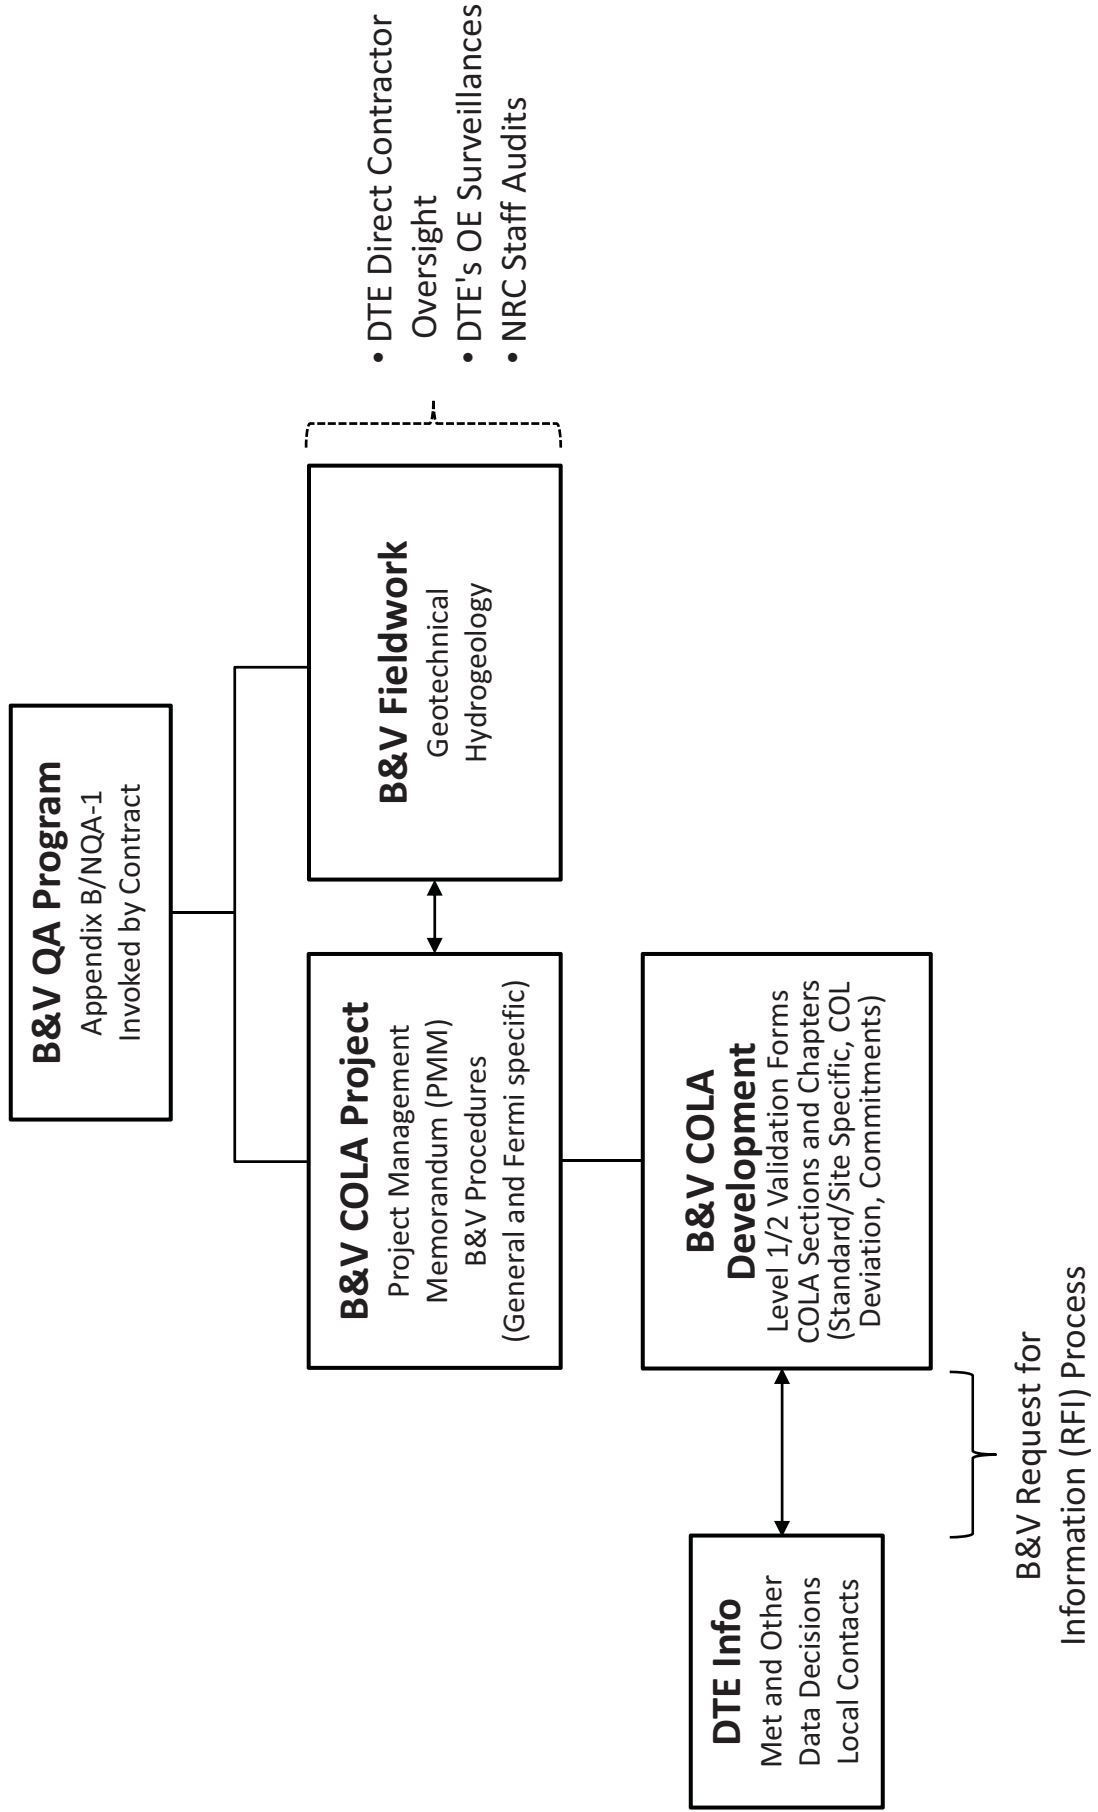 B&V QA Program
Appendix B/NQA-1
Invoked by Contract
B&V COLA Project
Project Management
Memorandum (PMM)
B&V Procedures
(General and Fermi specific)
B&V Fieldwork
Geotechnical
Hydrogeology
• DTE Direct Contractor
Oversight
• DTE's OE Surveillances
• NRC Staff Audits
DTE Info
Met and Other
Data Decisions
Local Contacts
B&V COLA
Development
Level 1/2 Validation Forms
COLA Sections and Chapters
(Standard/Site Specific, COL
Deviation, Commitments)
B&V Request for
Information (RFI) Process